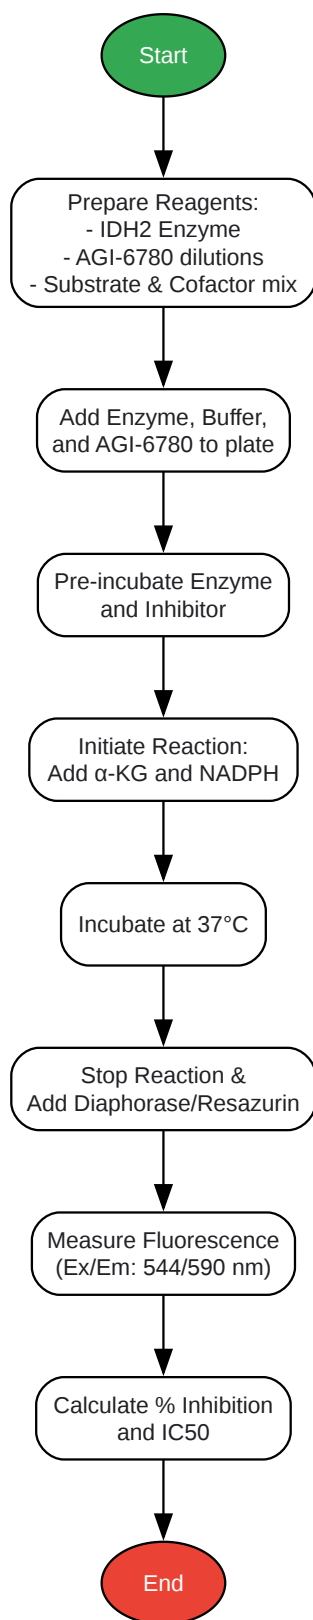 Start
Prepare Reagents:
- IDH2 Enzyme
- AGI-6780 dilutions
- Substrate & Cofactor mix
Add Enzyme, Buffer,
and AGI-6780 to plate
Pre-incubate Enzyme
and Inhibitor
Initiate Reaction:
Add α-KG and NADPH
Incubate at 37°C
Stop Reaction &
Add Diaphorase/Resazurin
Measure Fluorescence
(Ex/Em: 544/590 nm)
Calculate % Inhibition
and IC50
End